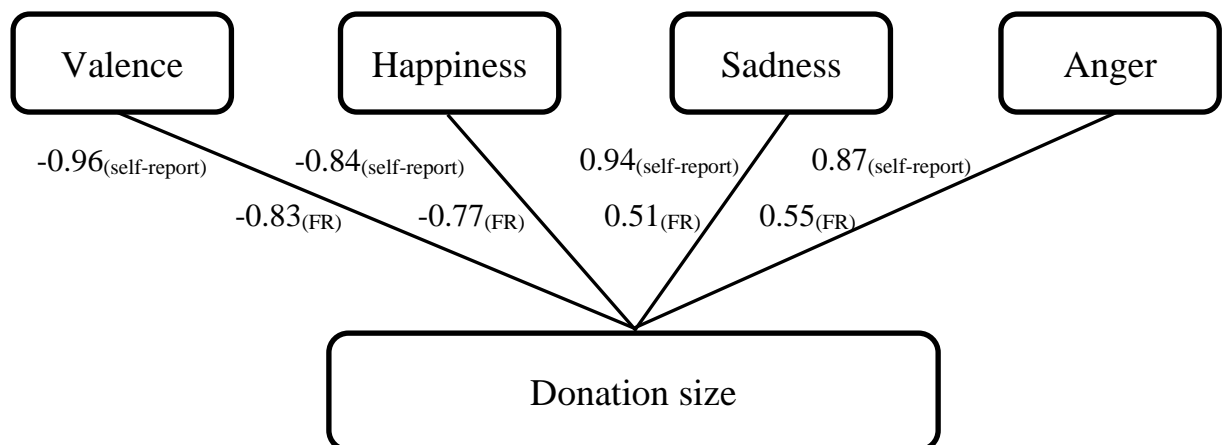 Valence Happiness Sadness Anger
-0.96(self-report) -0.84(self-report) 0.94(self-report) 0.87(self-report)
-0.83(FR) -0.77(FR) 0.51(FR) 0.55(FR)
Donation size